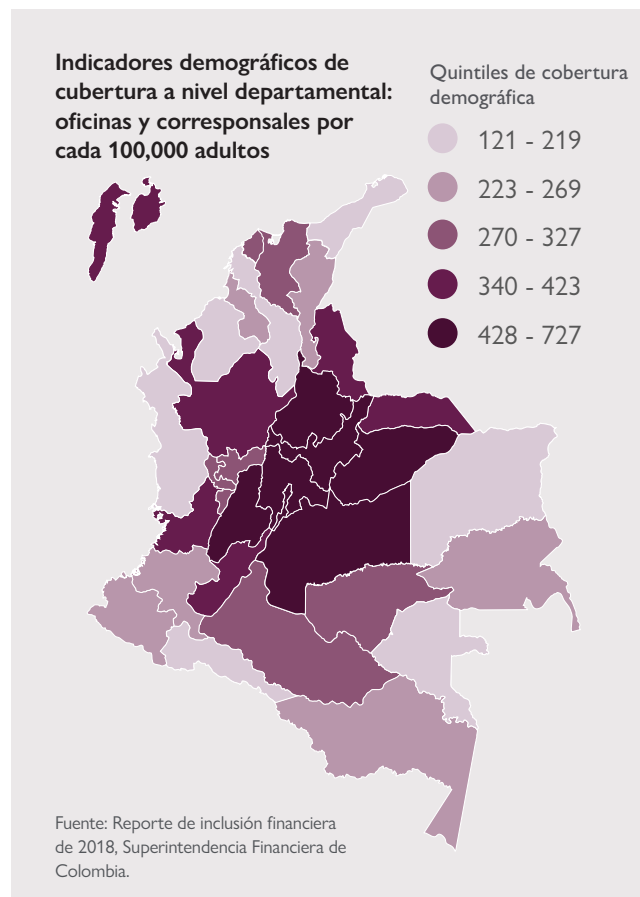 Indicadores demográficos de
cubertura a nivel departamental:
oficinas y corresponsales por
cada 100,000 adultos
Quintiles de cobertura
demográfica
121 - 219
223 - 269
270 - 327
340 - 423
428 - 727
Fuente: Reporte de inclusión financiera
de 2018, Superintendencia Financiera de
Colombia.